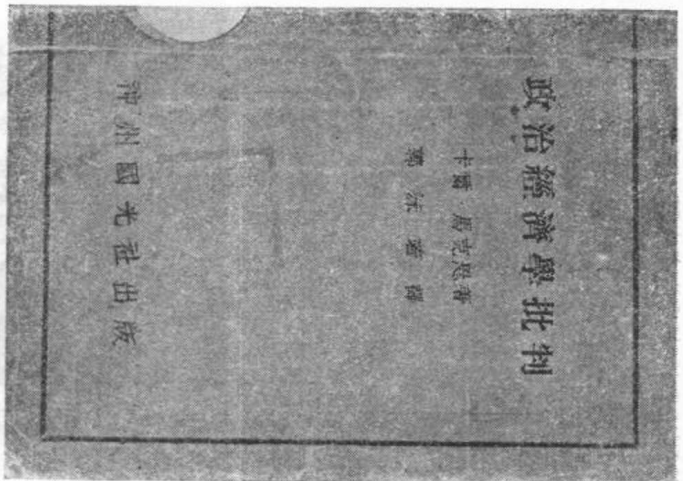 政治經濟學批判
卡爾·馬克思著
郭沫若譯
神州國光社出版